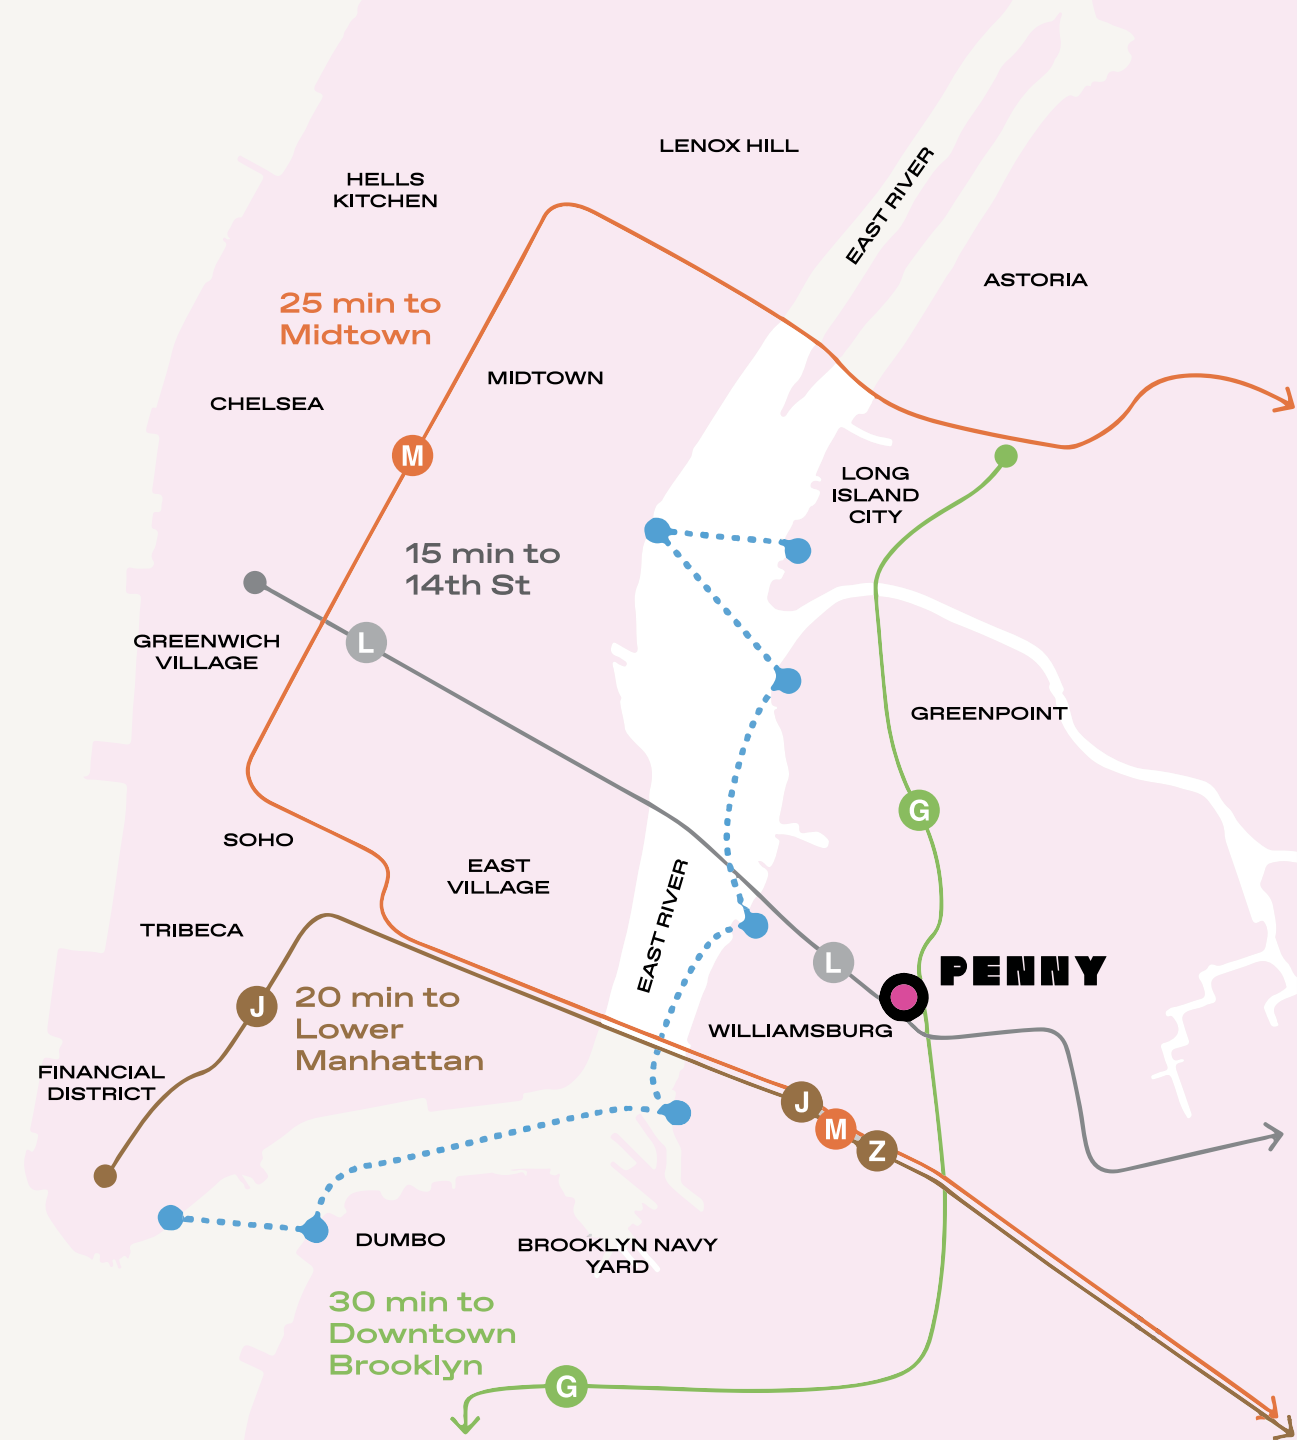 LENOX HILL
HELLS
KITCHEN
EAST RIVER
ASTORIA
25 min to
Midtown
MIDTOWN
CHELSEA
M
LONG
ISLAND
CITY
15 min to
14th St
GREENWICH
VILLAGE
L
GREENPOINT
G
SOHO
EAST
VILLAGE
EAST RIVER
TRIBECA
L
PENNY
J
20 min to
Lower
Manhattan
WILLIAMSBURG
FINANCIAL
DISTRICT
J
M
Z
DUMBO
BROOKLYN NAVY
YARD
30 min to
Downtown
Brooklyn
G